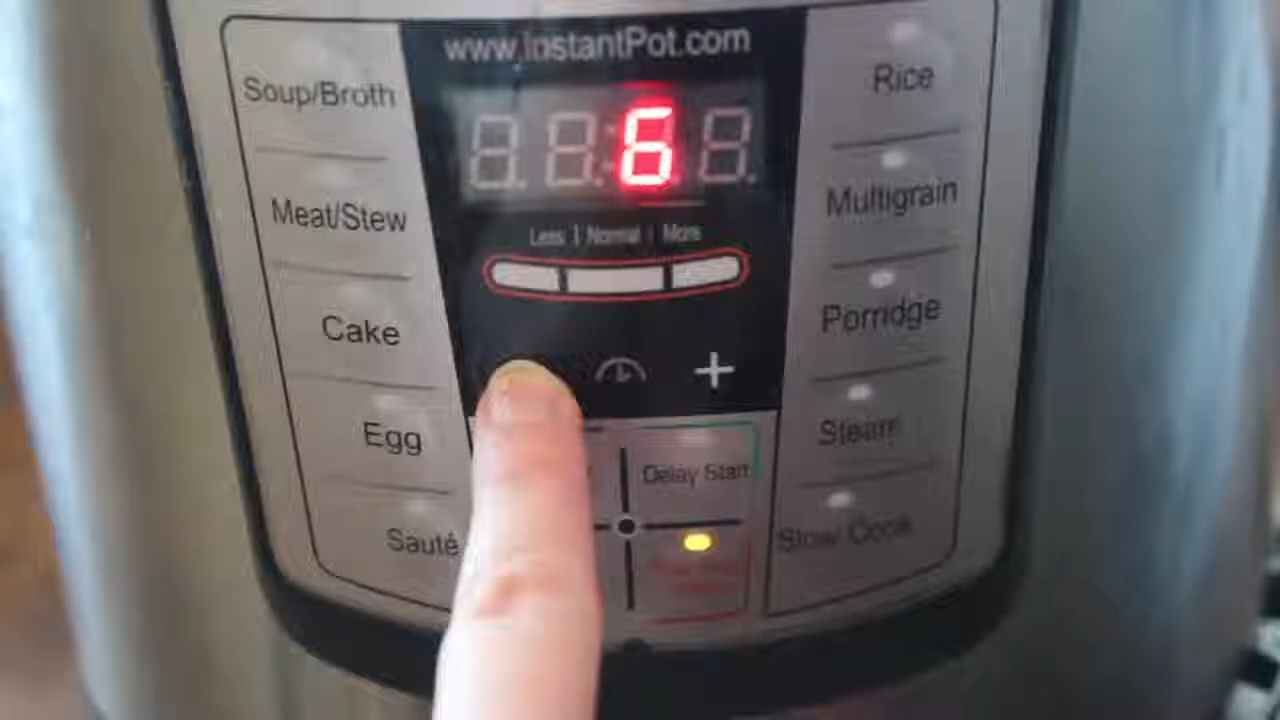 www.InstantPot.com
Soup/Broth
Meat/Stew
Cake
Egg
Sauté
6
Less | Normal | More
+
Delay Start
Rice
Multigrain
Porridge
Steam
Slow Cook